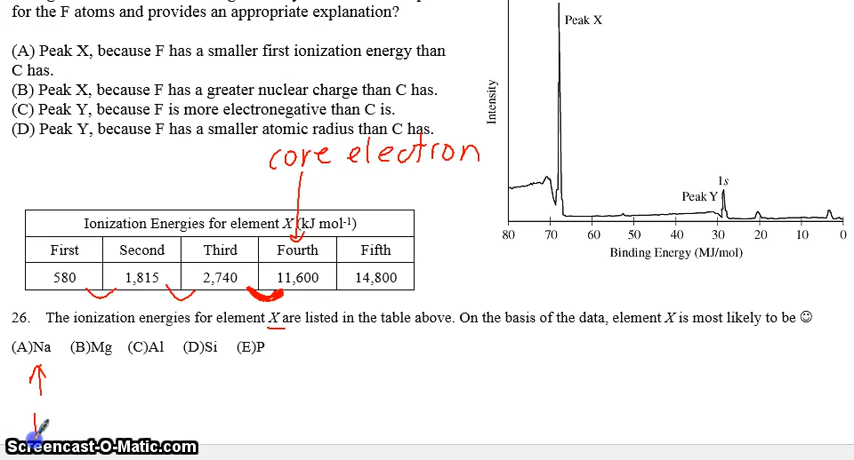 for the F atoms and provides an appropriate explanation?
(A) Peak X, because F has a smaller first ionization energy than
C has.
(B) Peak X, because F has a greater nuclear charge than C has.
(C) Peak Y, because F is more electronegative than C is.
(D) Peak Y, because F has a smaller atomic radius than C has.
Peak X
Intensity
1s
Peak Y
80 70 60 50 40 30 20 10 0
Binding Energy (MJ/mol)
core electron
Ionization Energies for element X (kJ mol-1)
First Second Third Fourth Fifth
580 1,815 2,740 11,600 14,800
26. The ionization energies for element X are listed in the table above. On the basis of the data, element X is most likely to be ☺
(A)Na (B)Mg (C)Al (D)Si (E)P
Screencast-O-Matic.com